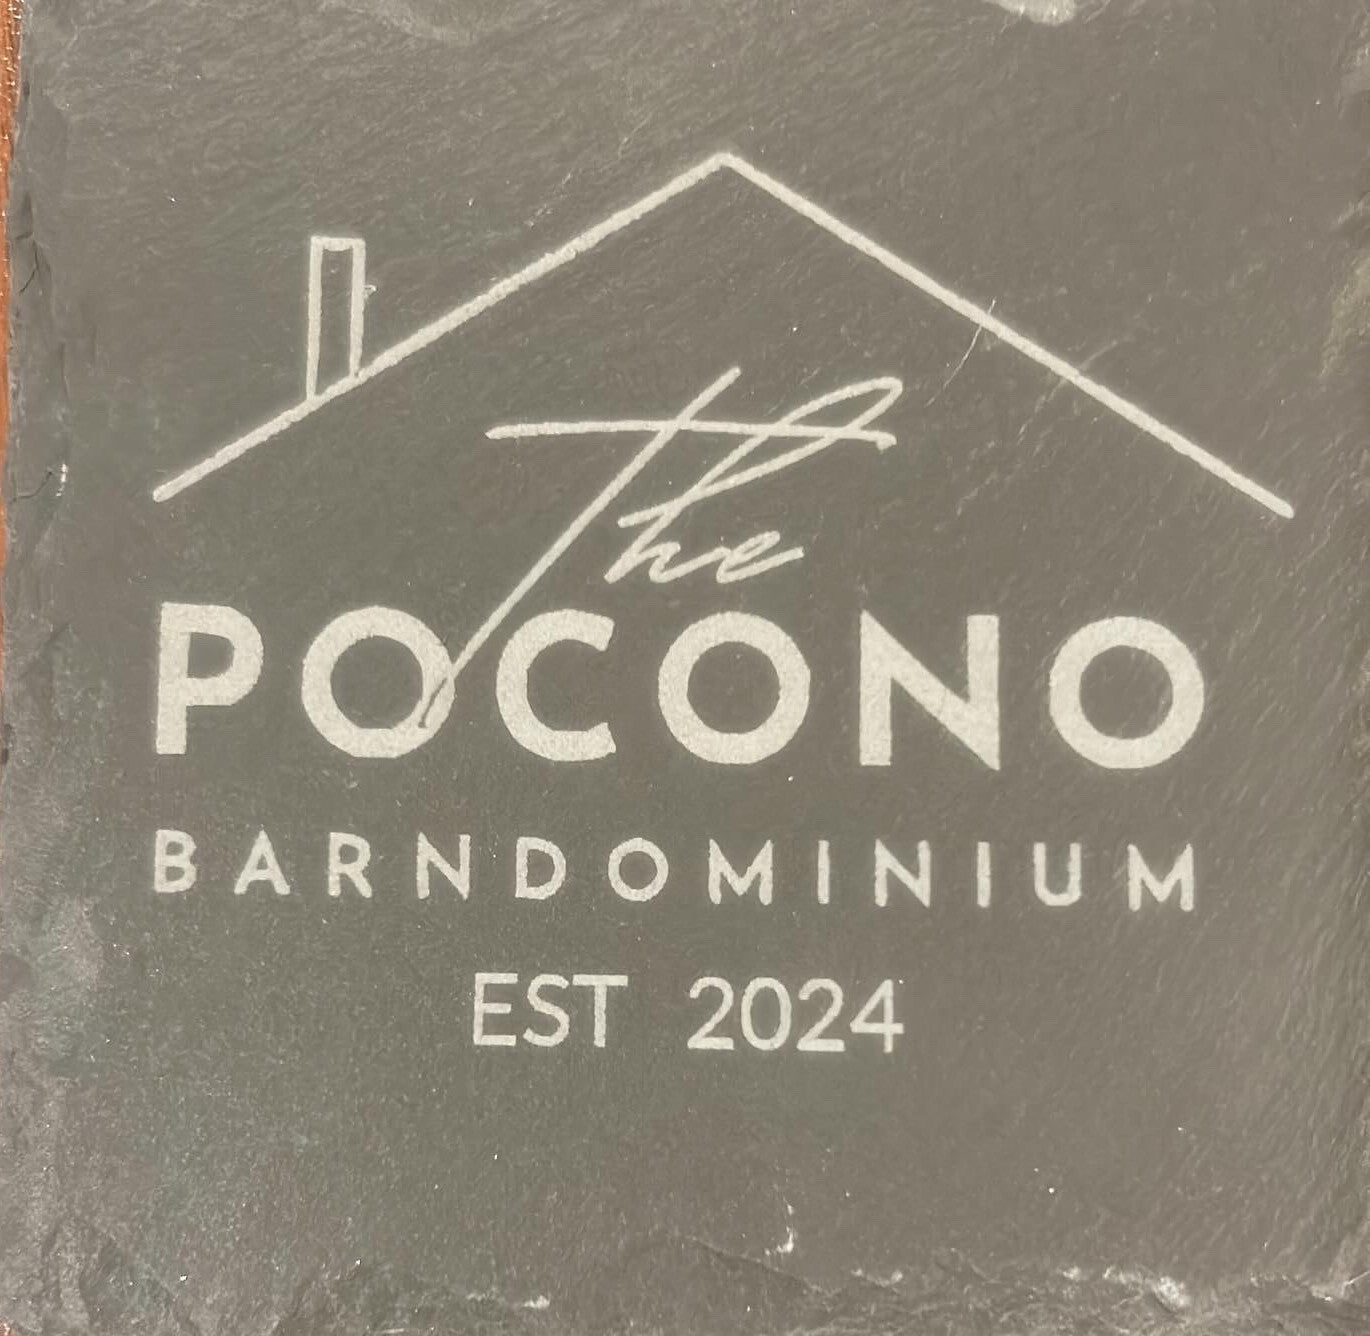 The
POCONO
BARNDOMINIUM
EST 2024